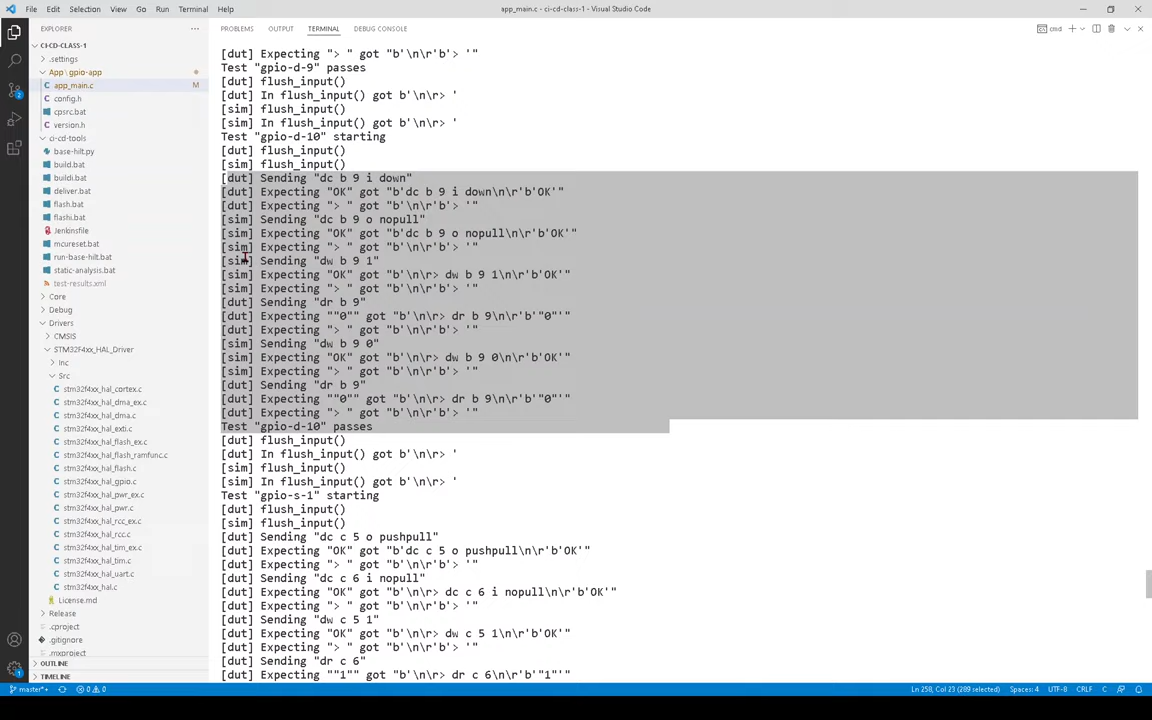 File Edit Selection View Go Run Terminal Help
app_main.c - Visual Studio Code
EXPLORER
PROBLEMS OUTPUT TERMINAL DEBUG CONSOLE
cmd
CI-CD-CLASS-1
.settings
App\gpio-app
app_main.c M
config.h
cpsrc.bat
version.h
ci-cd-tools
base-hilt.py
build.bat
buildi.bat
deliver.bat
flash.bat
flashi.bat
Jenkinsfile
mcureset.bat
run-base-hilt.bat
static-analysis.bat
test-results.xml
Core
Debug
Drivers
CMSIS
STM32F4xx_HAL_Driver
Inc
Src
stm32f4xx_hal_cortex.c
stm32f4xx_hal_dma_ex.c
stm32f4xx_hal_dma.c
stm32f4xx_hal_exti.c
stm32f4xx_hal_flash_ex.c
stm32f4xx_hal_flash_ramfunc.c
stm32f4xx_hal_flash.c
stm32f4xx_hal_gpio.c
stm32f4xx_hal_pwr_ex.c
stm32f4xx_hal_pwr.c
stm32f4xx_hal_rcc_ex.c
stm32f4xx_hal_rcc.c
stm32f4xx_hal_tim_ex.c
stm32f4xx_hal_tim.c
stm32f4xx_hal_uart.c
stm32f4xx_hal.c
License.md
Release
.cproject
.gitignore
.mxproject
OUTLINE
TIMELINE
[dut] Expecting "> " got "b'\n\r'b'> '"
Test "gpio-d-9" passes
[dut] flush_input()
[dut] In flush_input() got b'\n\r> '
[sim] flush_input()
[sim] In flush_input() got b'\n\r> '
Test "gpio-d-10" starting
[dut] flush_input()
[sim] flush_input()
[dut] Sending "dc b 9 i down"
[dut] Expecting "OK" got "b'dc b 9 i down\n\r'b'OK'"
[dut] Expecting "> " got "b'\n\r'b'> '"
[sim] Sending "dc b 9 o nopull"
[sim] Expecting "OK" got "b'dc b 9 o nopull\n\r'b'OK'"
[sim] Expecting "> " got "b'\n\r'b'> '"
[sim] Sending "dw b 9 1"
[sim] Expecting "OK" got "b'\n\r> dw b 9 1\n\r'b'OK'"
[sim] Expecting "> " got "b'\n\r'b'> '"
[dut] Sending "dr b 9"
[dut] Expecting ""0"" got "b'\n\r> dr b 9\n\r'b'"0"'"
[dut] Expecting "> " got "b'\n\r'b'> '"
[sim] Sending "dw b 9 0"
[sim] Expecting "OK" got "b'\n\r> dw b 9 0\n\r'b'OK'"
[sim] Expecting "> " got "b'\n\r'b'> '"
[dut] Sending "dr b 9"
[dut] Expecting ""0"" got "b'\n\r> dr b 9\n\r'b'"0"'"
[dut] Expecting "> " got "b'\n\r'b'> '"
Test "gpio-d-10" passes
[dut] flush_input()
[dut] In flush_input() got b'\n\r> '
[sim] flush_input()
[sim] In flush_input() got b'\n\r> '
Test "gpio-s-1" starting
[dut] flush_input()
[sim] flush_input()
[dut] Sending "dc c 5 o pushpull"
[dut] Expecting "OK" got "b'dc c 5 o pushpull\n\r'b'OK'"
[dut] Expecting "> " got "b'\n\r'b'> '"
[dut] Sending "dc c 6 i nopull"
[dut] Expecting "OK" got "b'\n\r> dc c 6 i nopull\n\r'b'OK'"
[dut] Expecting "> " got "b'\n\r'b'> '"
[dut] Sending "dw c 5 1"
[dut] Expecting "OK" got "b'\n\r> dw c 5 1\n\r'b'OK'"
[dut] Expecting "> " got "b'\n\r'b'> '"
[dut] Sending "dr c 6"
[dut] Expecting ""1"" got "b'\n\r> dr c 6\n\r'b'"1"'"
master*+ 0 0
Ln 258, Col 23 (289 selected) Spaces: 4 UTF-8 CRLF C